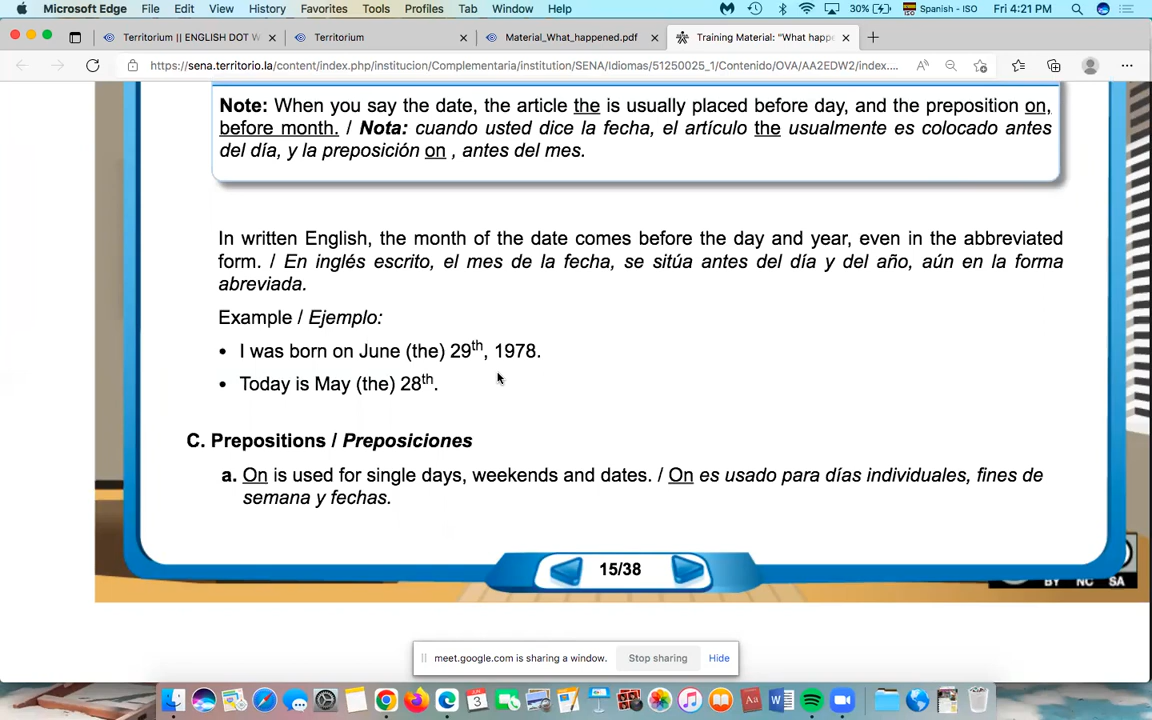 Microsoft Edge File Edit View History Favorites Tools Profiles Tab Window Help 30% Spanish - ISO Fri 4:21 PM
Territorium || ENGLISH DOT W Territorium Material_What_happened.pdf Training Material: "What happe
https://sena.territorio.la/content/index.php/institucion/Complementaria/institution/SENA/Idiomas/51250025_1/Contenido/OVA/AA2EDW2/index....
Note: When you say the date, the article the is usually placed before day, and the preposition on,
before month. / Nota: cuando usted dice la fecha, el artículo the usualmente es colocado antes
del día, y la preposición on , antes del mes.
In written English, the month of the date comes before the day and year, even in the abbreviated
form. / En inglés escrito, el mes de la fecha, se sitúa antes del día y del año, aún en la forma
abreviada.
Example / Ejemplo:
• I was born on June (the) 29th, 1978.
• Today is May (the) 28th.
C. Prepositions / Preposiciones
a. On is used for single days, weekends and dates. / On es usado para días individuales, fines de
semana y fechas.
15/38
BY NC SA
meet.google.com is sharing a window. Stop sharing Hide
3